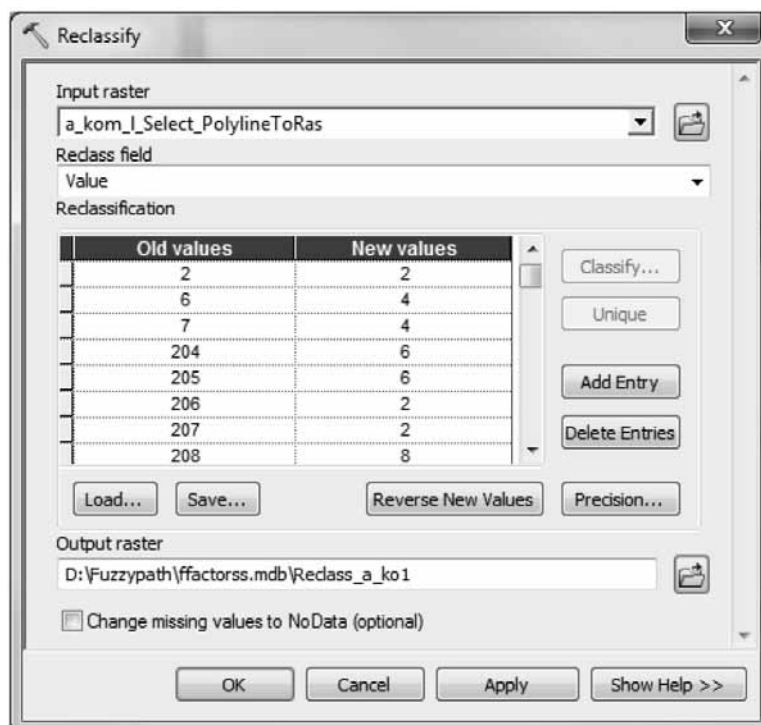 Reclassify
Input raster
a_kom_l_Select_PolylineToRas
Reclass field
Value
Reclassification
Old values New values
2 2
6 4
7 4
204 6
205 6
206 2
207 2
208 8
Classify...
Unique
Add Entry
Delete Entries
Load... Save... Reverse New Values Precision...
Output raster
D:\Fuzzypath\ffactorss.mdb\Reclass_a_ko1
Change missing values to NoData (optional)
OK Cancel Apply Show Help >>